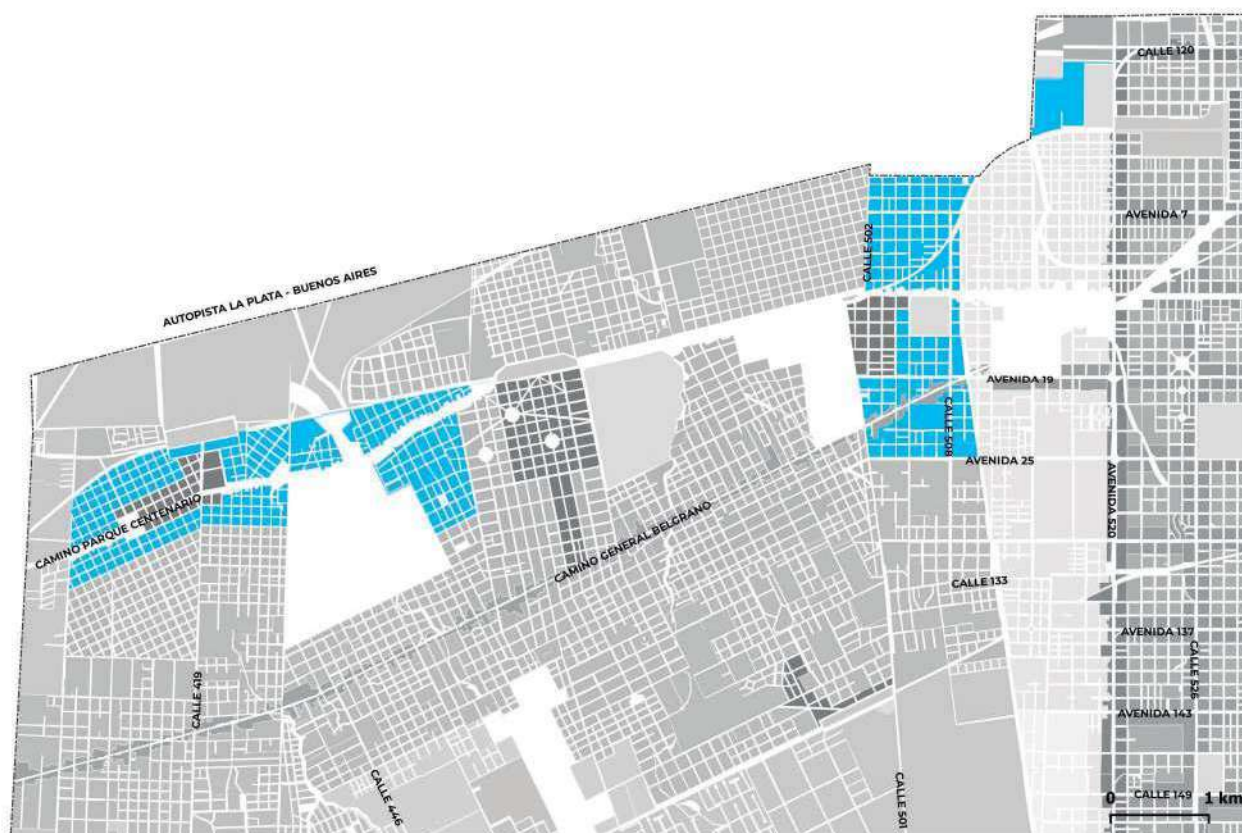 CALLE 120
AVENIDA 7
CALLE 502
AUTOPISTA LA PLATA - BUENOS AIRES
AVENIDA 19
CALLE 508
AVENIDA 25
CAMINO PARQUE CENTENARIO
AVENIDA 520
CAMINO GENERAL BELGRANO
CALLE 133
AVENIDA 137
CALLE 526
CALLE 419
AVENIDA 143
CALLE 446
CALLE 501
CALLE 149
0 1 km